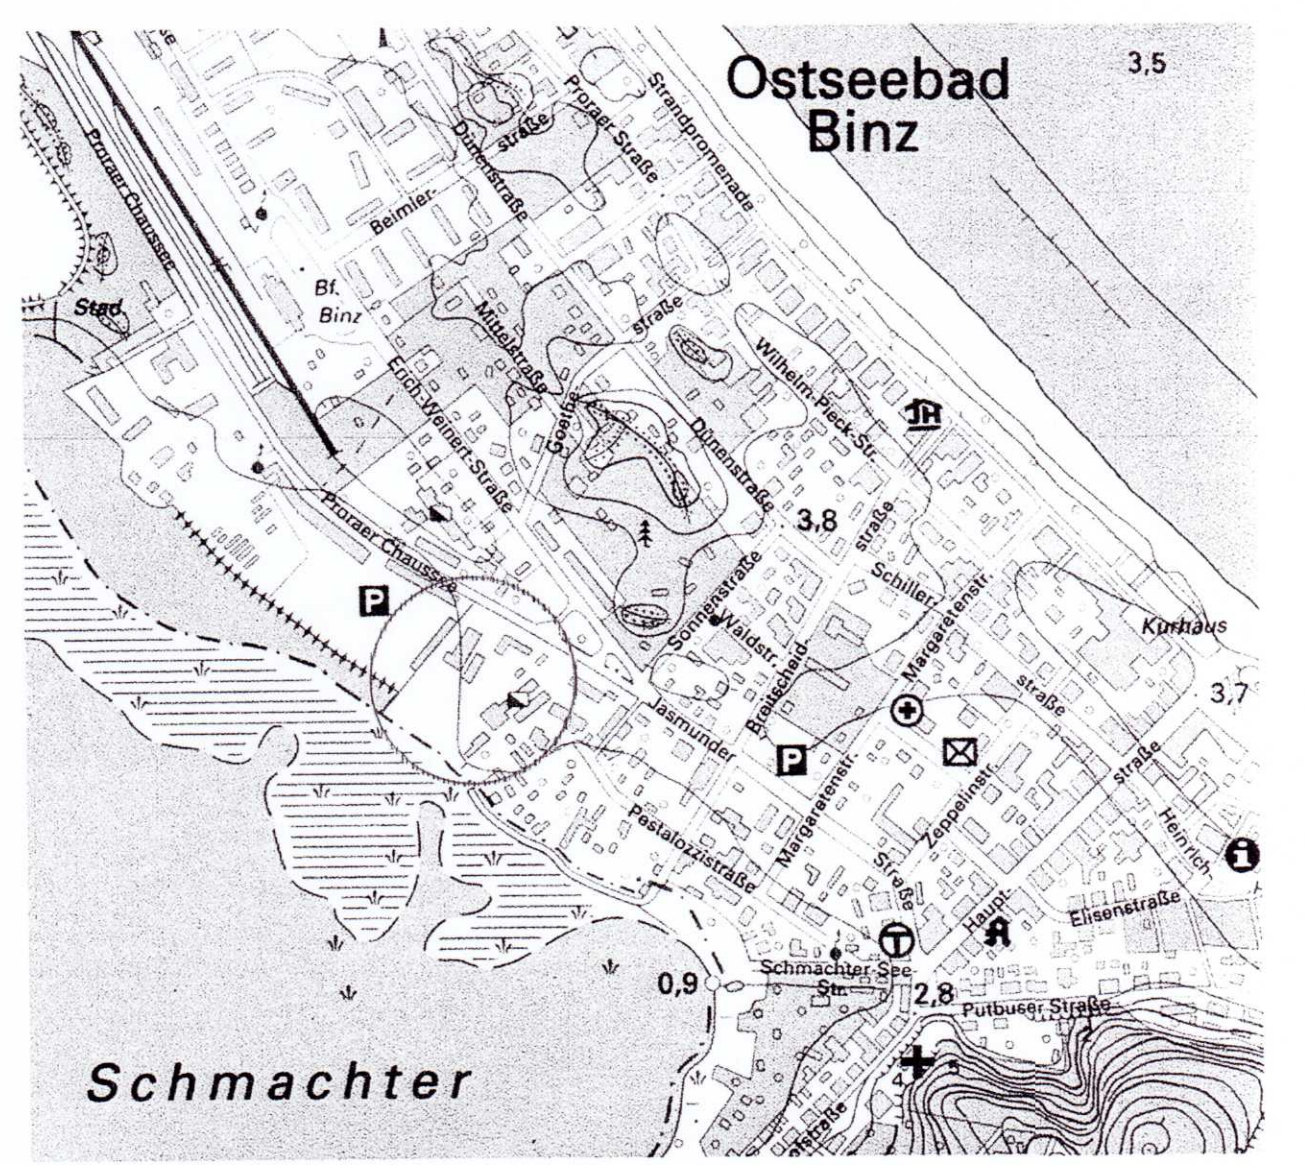 Ostseebad
Binz
3,5
Proraer Chaussee
Dünenstraße
straße
Proraer Straße
Strandpromenade
Beimler-
Bf.
Binz
Stad.
Mittelstraße
straße
Wilhelm-Pieck-Str.
JH
Erich-Weinert-Straße
Goethe
Dünenstraße
Proraer Chaussee
3,8
straße
P
Sonnenstraße
Schiller-
Margaretenstr.
Kurhaus
Waldstr.
Breitscheid-
straße
3,7
Jasmunder
P
Margaretenstr.
Zeppelinstr.
straße
Heinrich-
i
Pestalozzistraße
Straße
Haupt-
Elisenstraße
T
Schmachter-See-
Str.
0,9
2,8
Putbuser Straße
Schmachter
4
5